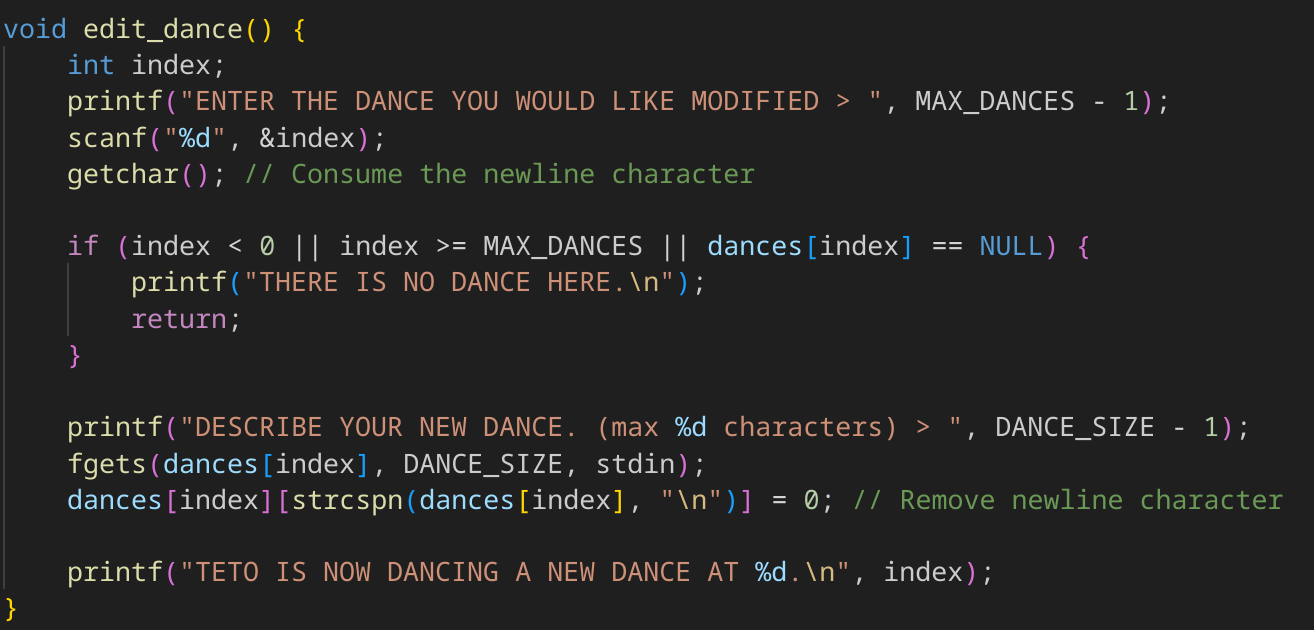 void edit_dance() {
    int index;
    printf("ENTER THE DANCE YOU WOULD LIKE MODIFIED > ", MAX_DANCES - 1);
    scanf("%d", &index);
    getchar(); // Consume the newline character

    if (index < 0 || index >= MAX_DANCES || dances[index] == NULL) {
        printf("THERE IS NO DANCE HERE.\n");
        return;
    }

    printf("DESCRIBE YOUR NEW DANCE. (max %d characters) > ", DANCE_SIZE - 1);
    fgets(dances[index], DANCE_SIZE, stdin);
    dances[index][strcspn(dances[index], "\n")] = 0; // Remove newline character

    printf("TETO IS NOW DANCING A NEW DANCE AT %d.\n", index);
}